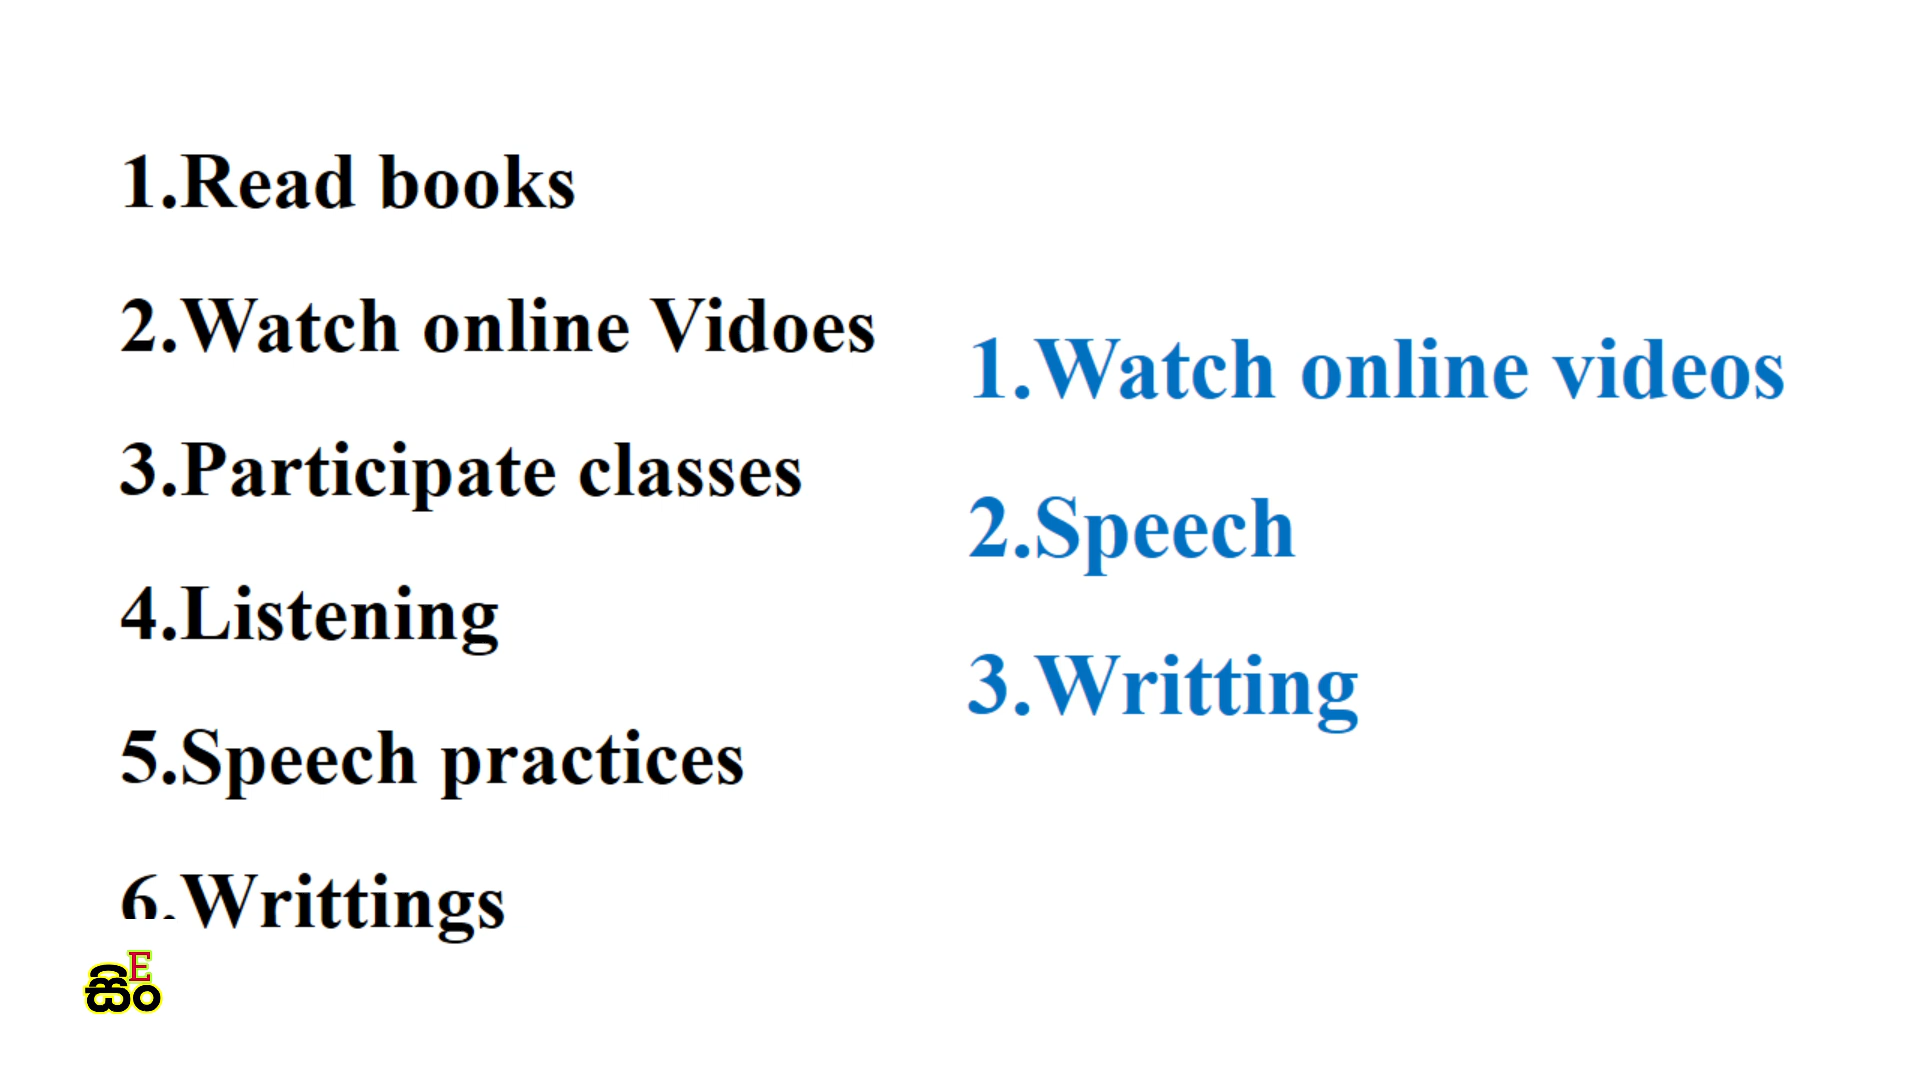 1.Read books
2.Watch online Vidoes
3.Participate classes
4.Listening
5.Speech practices
6.Writtings
1.Watch online videos
2.Speech
3.Writting
සිංE